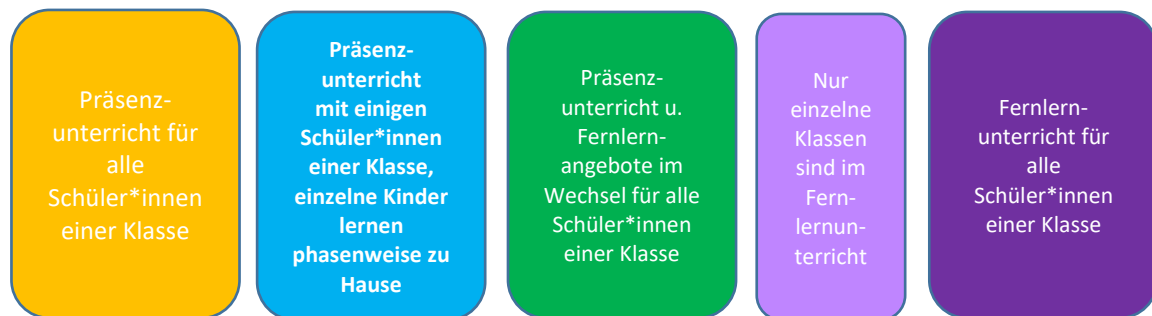 Präsenz-
unterricht für
alle
Schüler*innen
einer Klasse
Präsenz-
unterricht
mit einigen
Schüler*innen
einer Klasse,
einzelne Kinder
lernen
phasenweise zu
Hause
Präsenz-
unterricht u.
Fernlern-
angebote im
Wechsel für alle
Schüler*innen
einer Klasse
Nur
einzelne
Klassen
sind im
Fern-
lernun-
terricht
Fernlern-
unterricht für
alle
Schüler*innen
einer Klasse